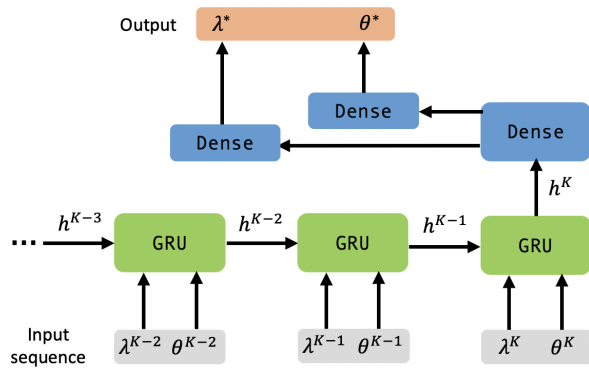 Output λ* θ*
Dense
Dense
Dense
h^K
... h^{K-3} GRU h^{K-2} GRU h^{K-1} GRU
Input
sequence
λ^{K-2} θ^{K-2} λ^{K-1} θ^{K-1} λ^K θ^K